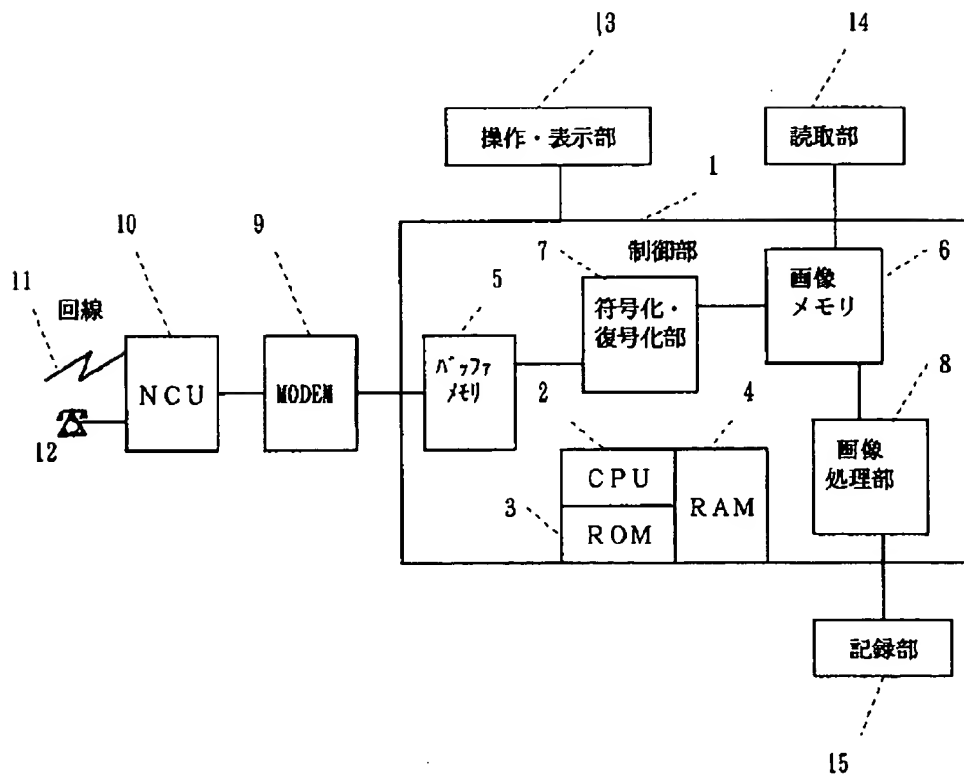 13
14
操作・表示部
読取部
1
10
9
7
制御部
6
11
回線
5
画像
メモリ
符号化・
復号化部
バッファ
メモリ
NCU
MODEM
2
4
8
12
CPU
画像
処理部
3
RAM
ROM
記録部
15